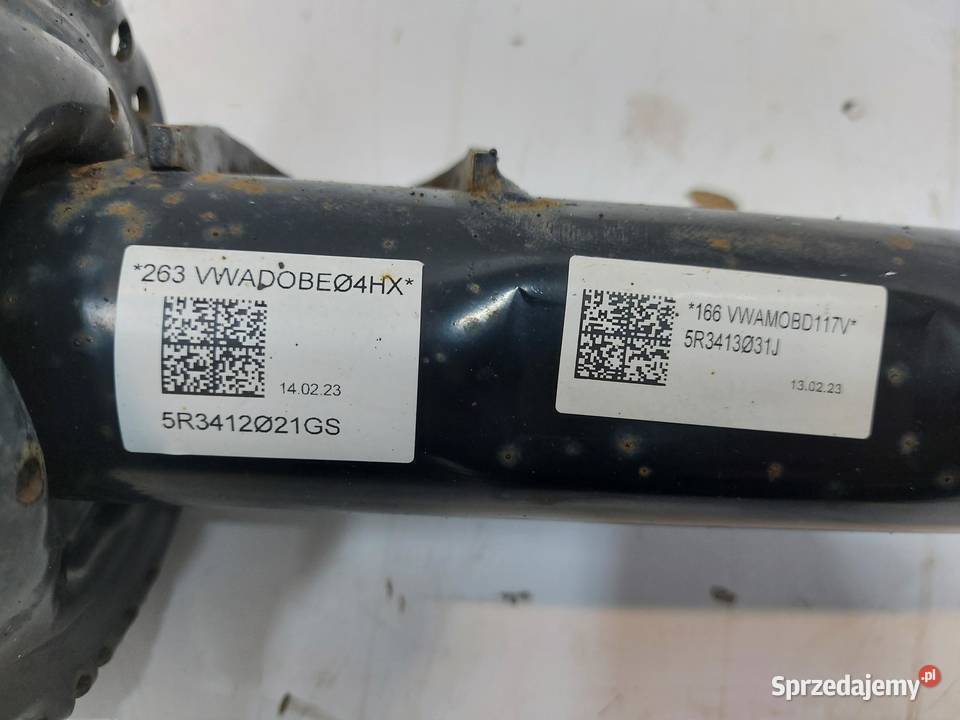 *263 VWADOBEØ4HX*
14.02.23
5R3412Ø21GS
*166 VWAMOBD117V*
5R3413Ø31J
13.02.23
Sprzedajemy.pl